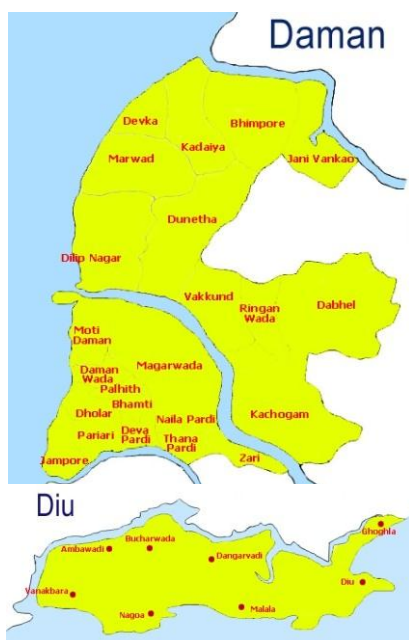 Daman
Devka
Bhimpore
Kadaiya
Marwad
Jani Vankao
Dunetha
Dilip Nagar
Vakkund
Ringan
Wada
Dabhel
Moti
Daman
Magarwada
Daman
Wada
Palhith
Bhamti
Dholar
Naila Pardi
Kachogam
Pariari
Deva
Pardi
Thana
Pardi
Jampore
Zari
Diu
Ghoghla
Bucharwada
Ambawadi
Dangarvadi
Diu
Vanakbara
Nagoa
Malala